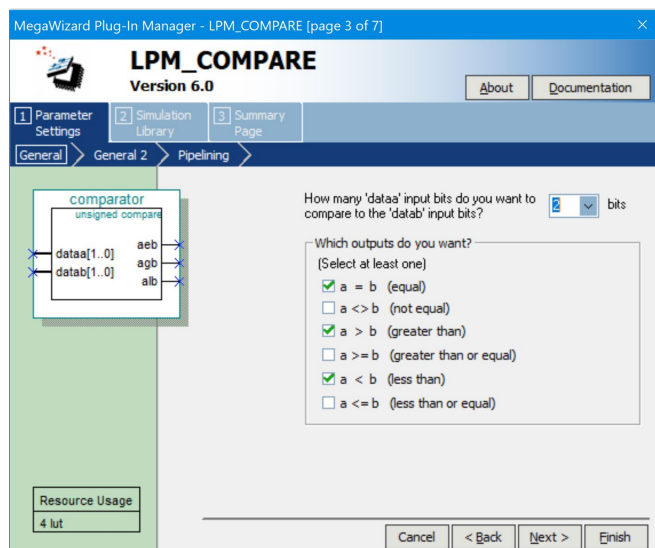 MegaWizard Plug-In Manager - LPM_COMPARE [page 3 of 7]
LPM_COMPARE
Version 6.0
About
Documentation
1 Parameter Settings
2 Simulation Library
3 Summary Page
General
General 2
Pipelining
comparator
unsigned compare
dataa[1..0]
datab[1..0]
aeb
agb
alb
How many 'dataa' input bits do you want to
compare to the 'datab' input bits?
2
bits
Which outputs do you want?
(Select at least one)
a = b (equal)
a <> b (not equal)
a > b (greater than)
a >= b (greater than or equal)
a < b (less than)
a <= b (less than or equal)
Resource Usage
4 lut
Cancel
< Back
Next >
Finish